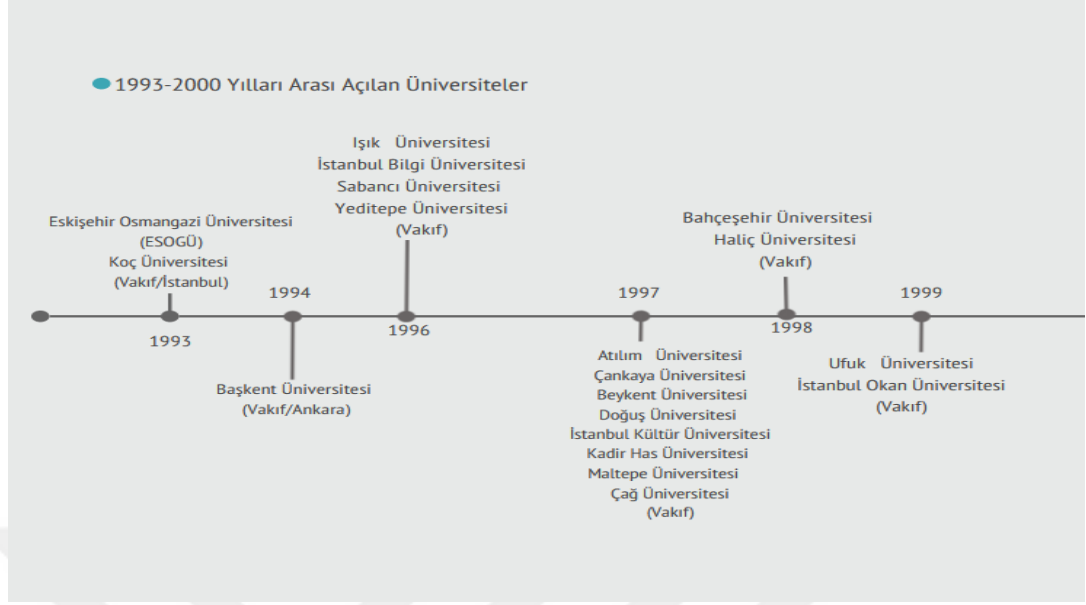 1993-2000 Yılları Arası Açılan Üniversiteler
Eskişehir Osmangazi Üniversitesi
(ESOGÜ)
Koç Üniversitesi
(Vakıf/İstanbul)
1993
1994
Başkent Üniversitesi
(Vakıf/Ankara)
Işık Üniversitesi
İstanbul Bilgi Üniversitesi
Sabancı Üniversitesi
Yeditepe Üniversitesi
(Vakıf)
1996
1997
Atılım Üniversitesi
Çankaya Üniversitesi
Beykent Üniversitesi
Doğuş Üniversitesi
İstanbul Kültür Üniversitesi
Kadir Has Üniversitesi
Maltepe Üniversitesi
Çağ Üniversitesi
(Vakıf)
Bahçeşehir Üniversitesi
Haliç Üniversitesi
(Vakıf)
1998
1999
Ufuk Üniversitesi
İstanbul Okan Üniversitesi
(Vakıf)